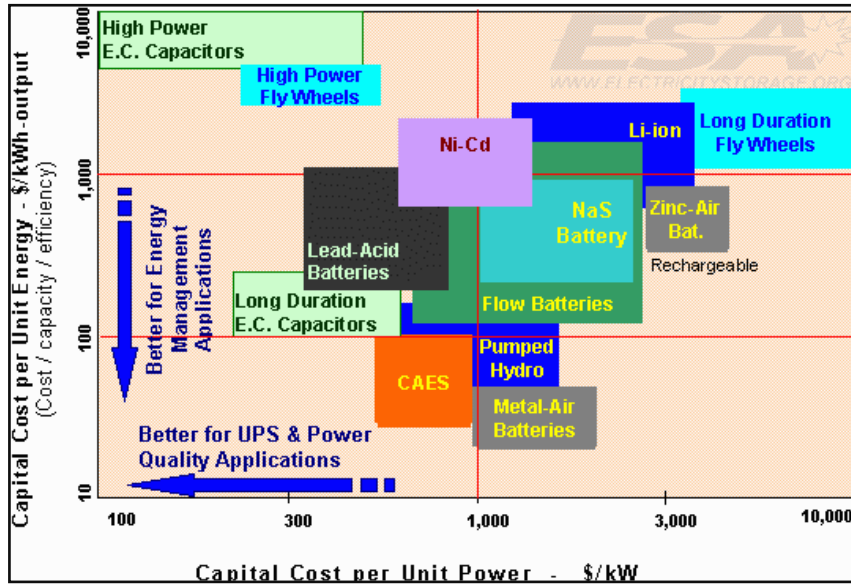 10,000
1,000
100
10
Capital Cost per Unit Energy - $/kWh-output
(Cost / capacity / efficiency)
High Power
E.C. Capacitors
High Power
Fly Wheels
ESA
WWW.ELECTRICITYSTORAGE.ORG
Ni-Cd
Li-ion
Long Duration
Fly Wheels
NaS
Battery
Zinc-Air
Bat.
Rechargeable
Lead-Acid
Batteries
Flow Batteries
Long Duration
E.C. Capacitors
Better for Energy
Management
Applications
CAES
Pumped
Hydro
Metal-Air
Batteries
Better for UPS & Power
Quality Applications
100
300
1,000
3,000
10,000
Capital Cost per Unit Power - $/kW